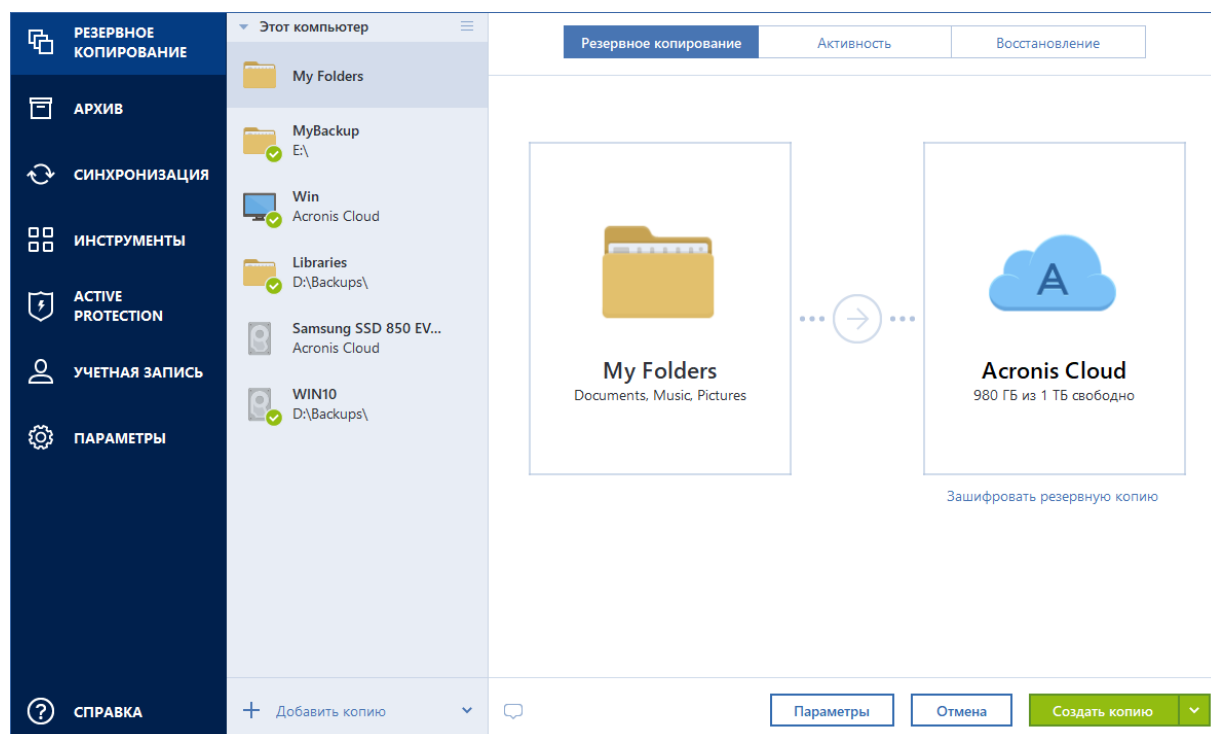 РЕЗЕРВНОЕ
КОПИРОВАНИЕ
АРХИВ
СИНХРОНИЗАЦИЯ
ИНСТРУМЕНТЫ
ACTIVE
PROTECTION
УЧЕТНАЯ ЗАПИСЬ
ПАРАМЕТРЫ
СПРАВКА
Этот компьютер
My Folders
MyBackup
E:\
Win
Acronis Cloud
Libraries
D:\Backups\
Samsung SSD 850 EV...
Acronis Cloud
WIN10
D:\Backups\
Добавить копию
Резервное копирование
Активность
Восстановление
My Folders
Documents, Music, Pictures
Acronis Cloud
980 ГБ из 1 ТБ свободно
Зашифровать резервную копию
Параметры
Отмена
Создать копию